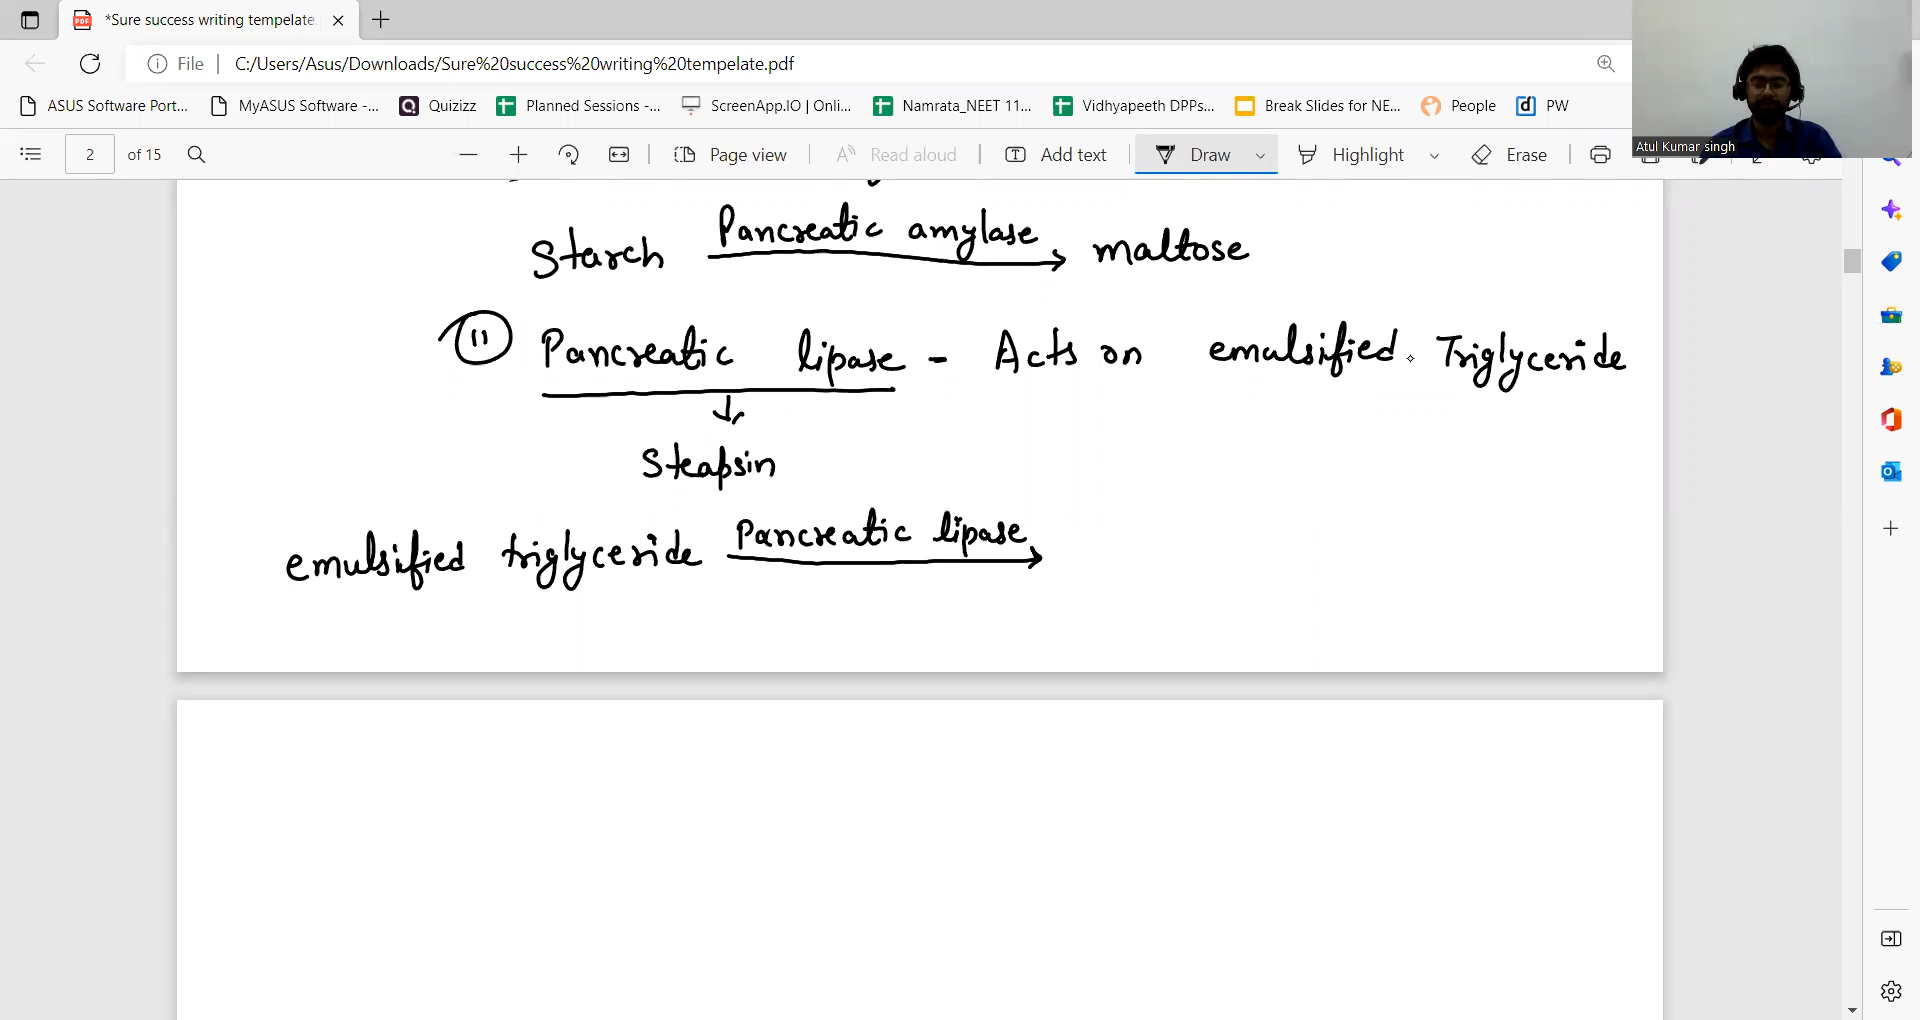 *Sure success writing tempelate.
File | C:/Users/Asus/Downloads/Sure%20success%20writing%20tempelate.pdf
ASUS Software Port... MyASUS Software -... Quizizz Planned Sessions -... ScreenApp.IO | Onli... Namrata_NEET 11... Vidhyapeeth DPPs... Break Slides for NE... People PW
2 of 15 Page view Read aloud Add text Draw Highlight Erase
Atul Kumar singh
Starch Pancreatic amylase maltose
(ii) Pancreatic lipase - Acts on emulsified Triglyceride
Steapsin
emulsified triglyceride Pancreatic lipase